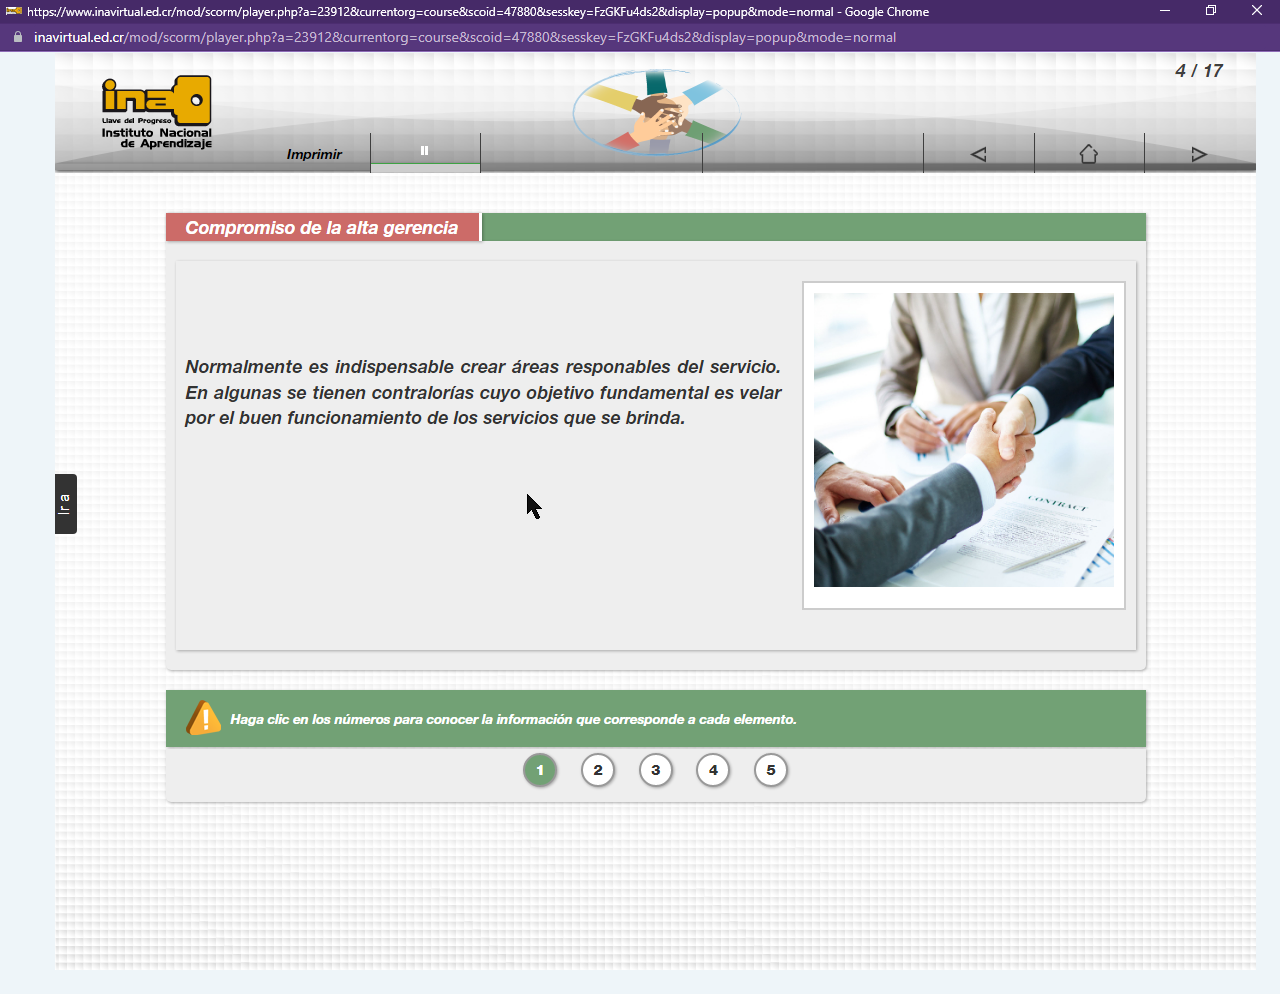 https://www.inavirtual.ed.cr/mod/scorm/player.php?a=23912&currentorg=course&scoid=47880&sesskey=FzGKFu4ds2&display=popup&mode=normal - Google Chrome
inavirtual.ed.cr/mod/scorm/player.php?a=23912&currentorg=course&scoid=47880&sesskey=FzGKFu4ds2&display=popup&mode=normal
4 / 17
ina
Llave del Progreso
Instituto Nacional
de Aprendizaje
Imprimir
Compromiso de la alta gerencia
Normalmente es indispensable crear áreas responables del servicio.
En algunas se tienen contralorías cuyo objetivo fundamental es velar
por el buen funcionamiento de los servicios que se brinda.
CONTRACT
Ir a
Haga clic en los números para conocer la información que corresponde a cada elemento.
1 2 3 4 5